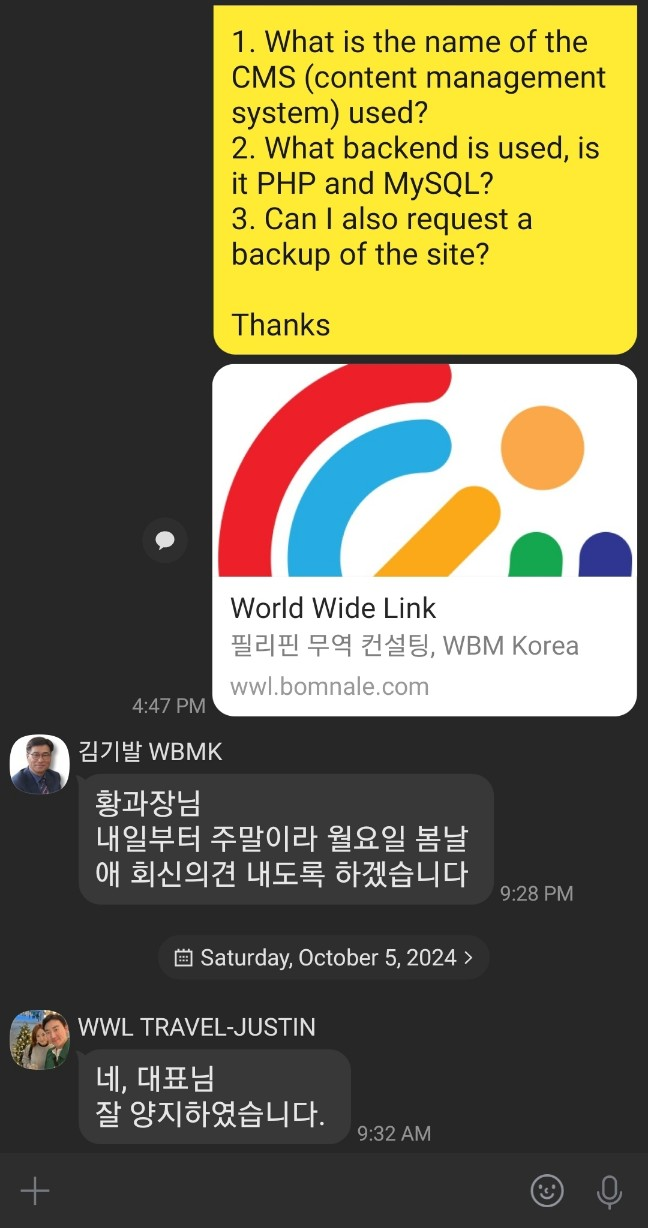 1. What is the name of the
CMS (content management
system) used?
2. What backend is used, is
it PHP and MySQL?
3. Can I also request a
backup of the site?
Thanks
World Wide Link
필리핀 무역 컨설팅, WBM Korea
wwl.bomnale.com
4:47 PM
김기발 WBMK
황과장님
내일부터 주말이라 월요일 봄날
애 회신의견 내도록 하겠습니다
9:28 PM
Saturday, October 5, 2024 >
WWL TRAVEL-JUSTIN
네, 대표님
잘 양지하였습니다.
9:32 AM